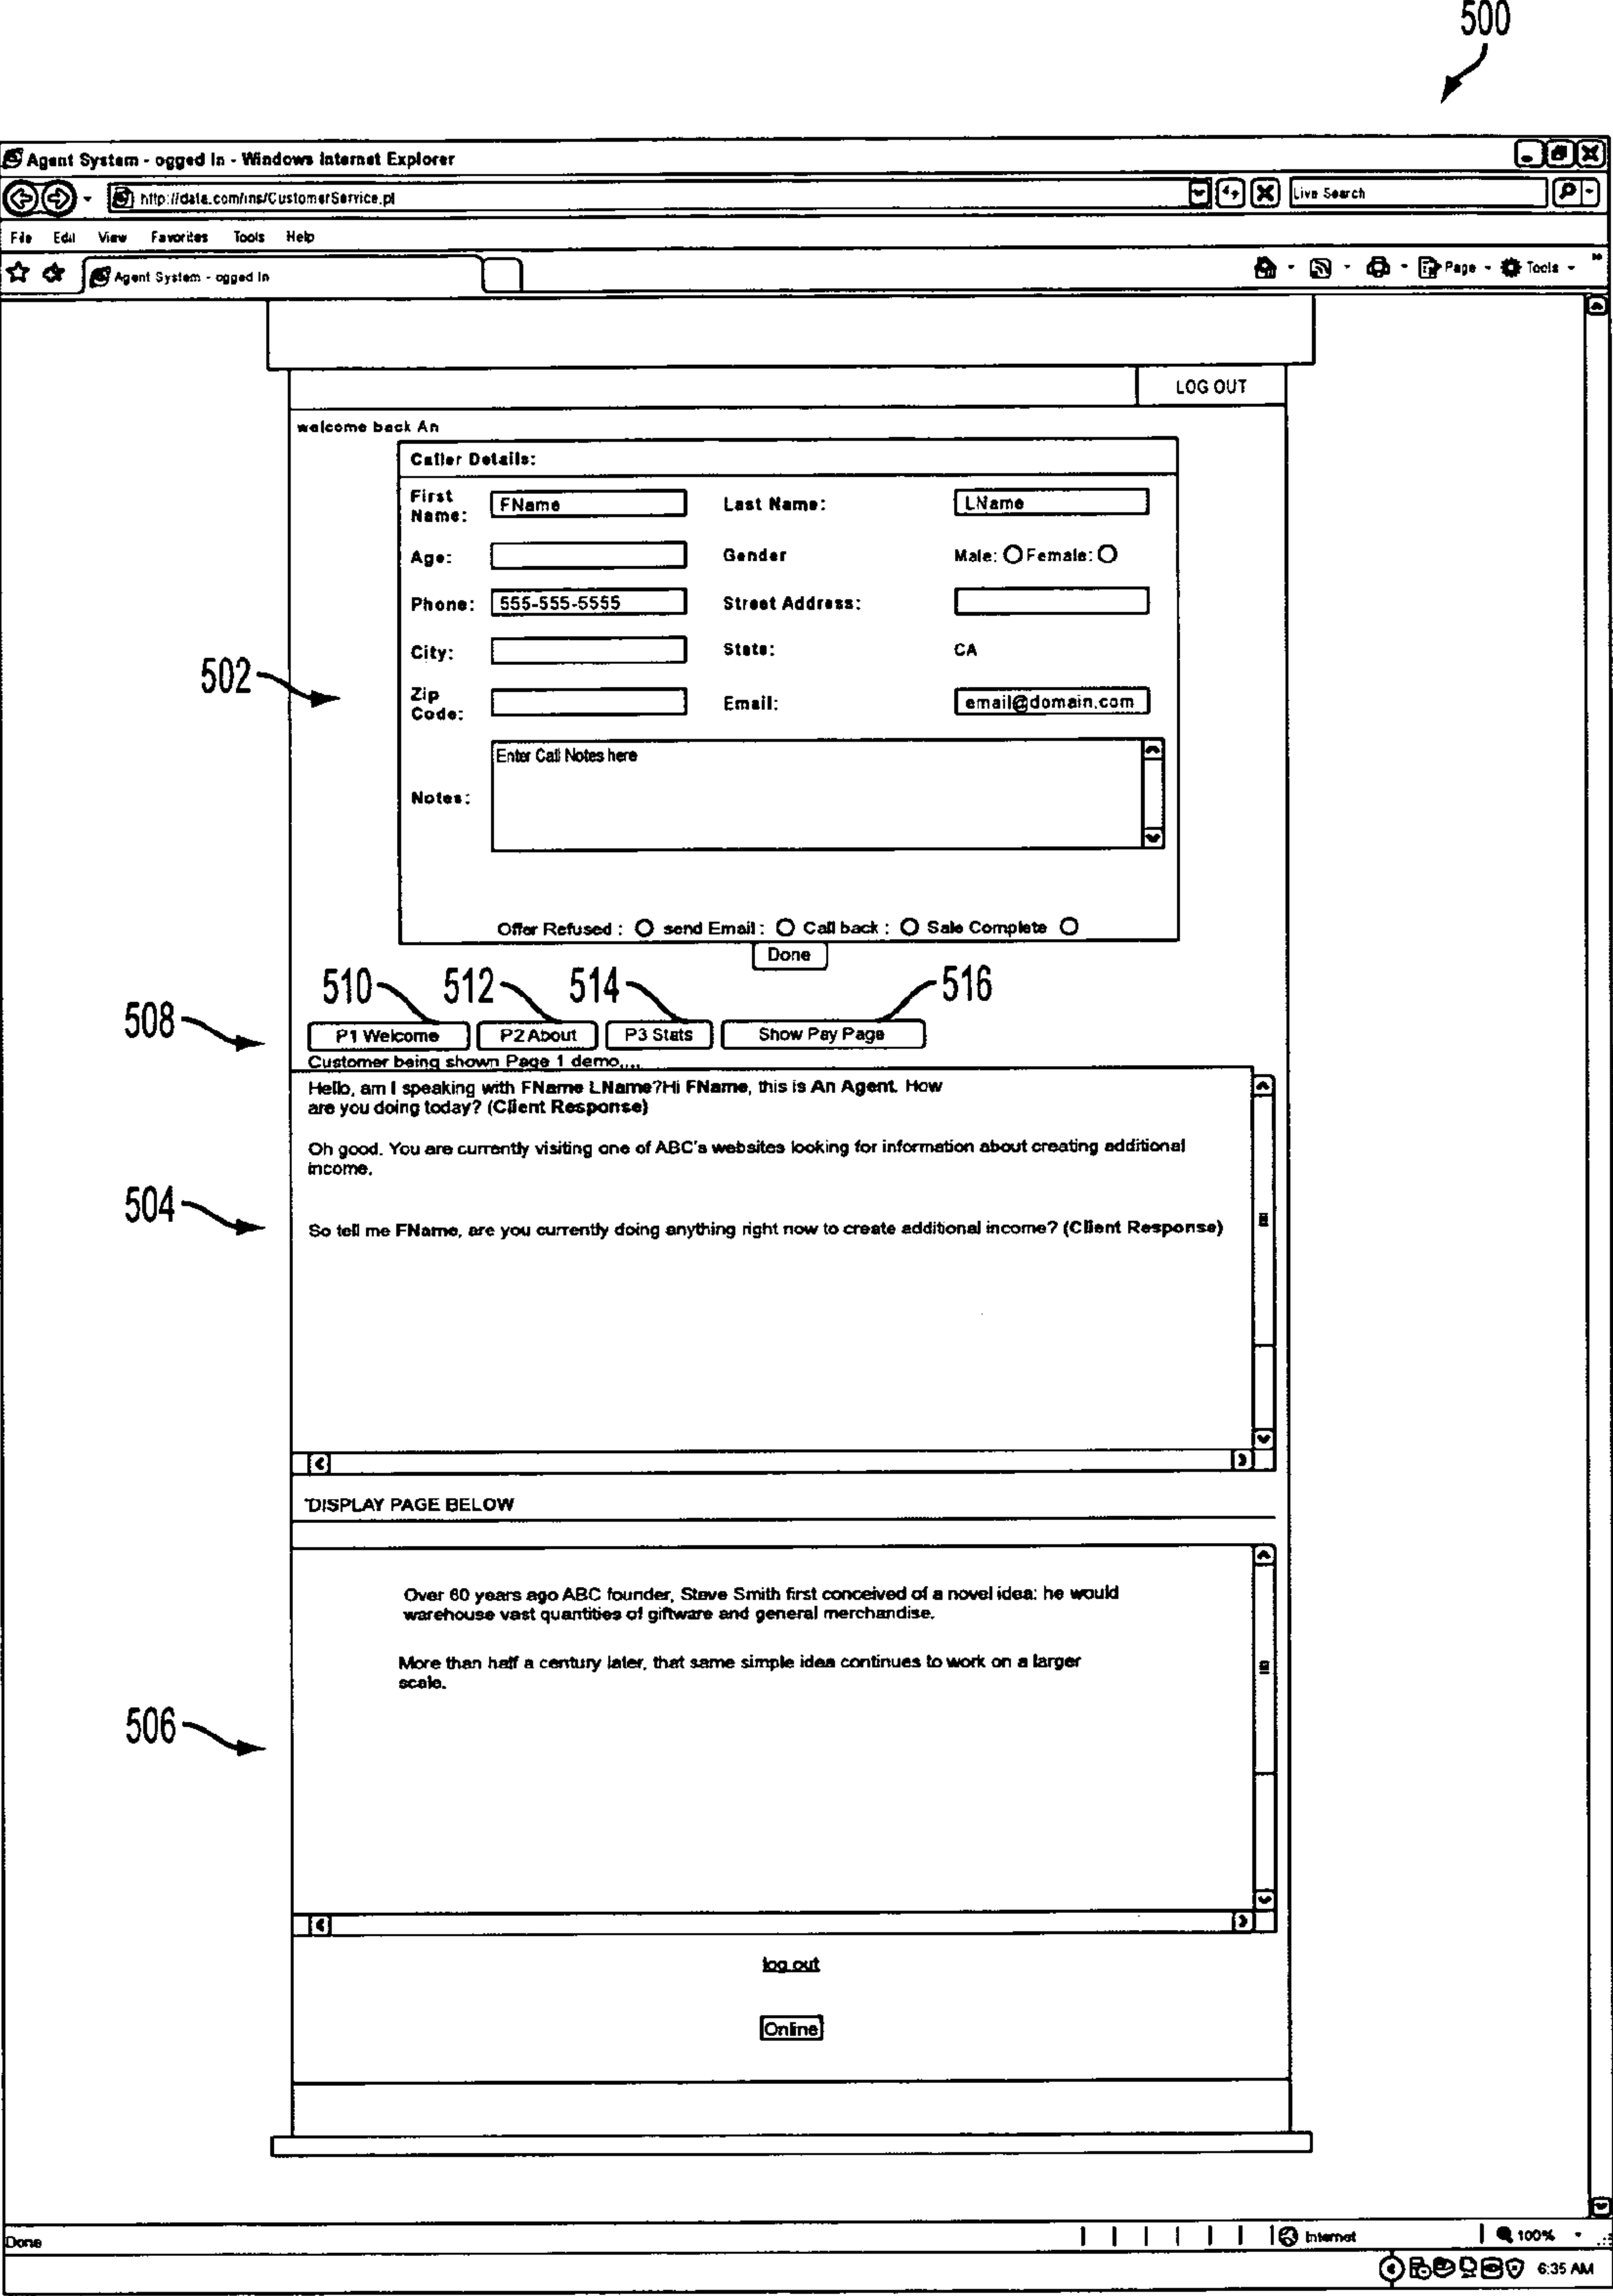 500
Agent System - ogged In - Windows Internet Explorer
http://data.com/ins/CustomerService.pl
Live Search
File Edit View Favorites Tools Help
Agent System - ogged In
Page Tools
LOG OUT
welcome back An
Caller Details:
First Name: FName Last Name: LName
Age: Gender Male: Female:
Phone: 555-555-5555 Street Address:
City: State: CA
502
Zip Code: Email: email@domain.com
Enter Call Notes here
Notes:
Offer Refused : send Email : Call back : Sale Complete
Done
510 512 514 516
508
P1 Welcome P2 About P3 Stats Show Pay Page
Customer being shown Page 1 demo....
Hello, am I speaking with FName LName?Hi FName, this is An Agent. How
are you doing today? (Client Response)
Oh good. You are currently visiting one of ABC's websites looking for information about creating additional
income.
504
So tell me FName, are you currently doing anything right now to create additional income? (Client Response)
*DISPLAY PAGE BELOW
Over 60 years ago ABC founder, Steve Smith first conceived of a novel idea: he would
warehouse vast quantities of giftware and general merchandise.
More than half a century later, that same simple idea continues to work on a larger
scale.
506
log out
Online
Done
Internet
100%
6:35 AM